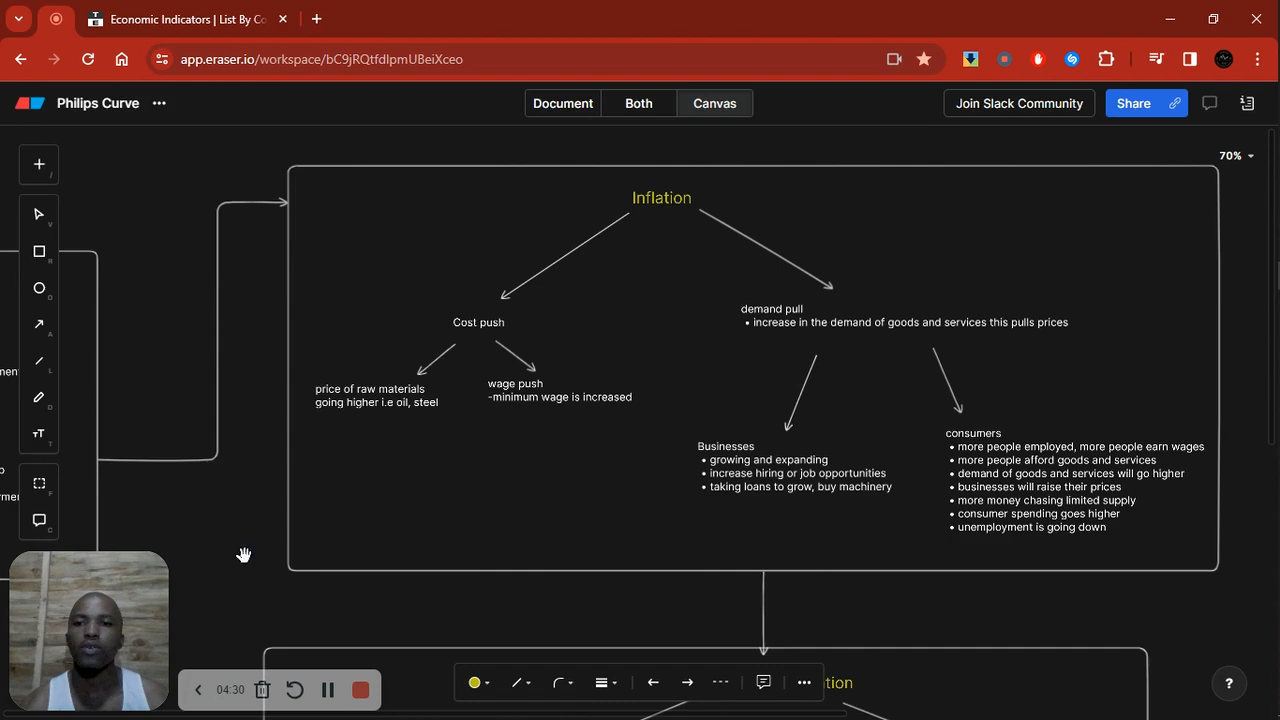 Economic Indicators | List By Co
app.eraser.io/workspace/bC9jRQtfdIpmUBeiXceo
Philips Curve
Document
Both
Canvas
Join Slack Community
Share
70%
Inflation
Cost push
demand pull
• increase in the demand of goods and services this pulls prices
price of raw materials
going higher i.e oil, steel
wage push
-minimum wage is increased
Businesses
• growing and expanding
• increase hiring or job opportunities
• taking loans to grow, buy machinery
consumers
• more people employed, more people earn wages
• more people afford goods and services
• demand of goods and services will go higher
• businesses will raise their prices
• more money chasing limited supply
• consumer spending goes higher
• unemployment is going down
04:30